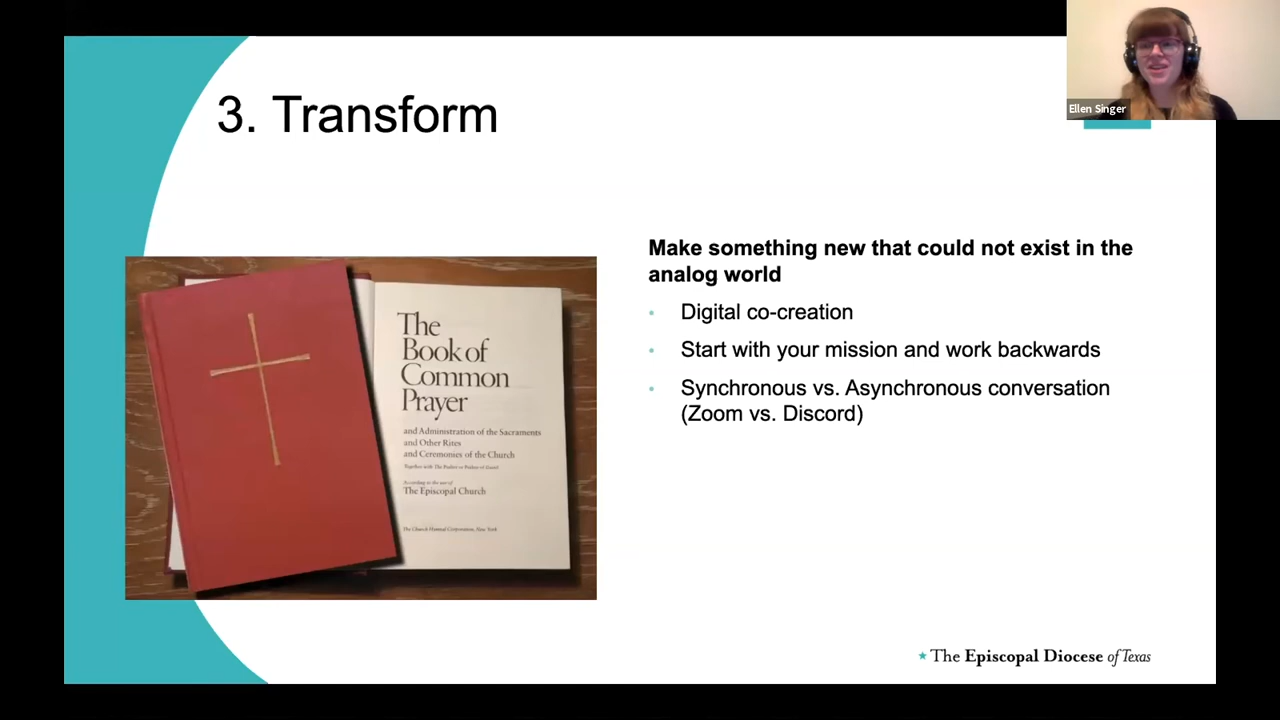 3. Transform
Ellen Singer
Make something new that could not exist in the
analog world
• Digital co-creation
• Start with your mission and work backwards
• Synchronous vs. Asynchronous conversation
(Zoom vs. Discord)
The
Book of
Common
Prayer
and Administration of the Sacraments
and Other Rites
and Ceremonies of the Church
Together with The Psalter or Psalms of David
According to the use of
The Episcopal Church
The Church Hymnal Corporation, New York
The Episcopal Diocese of Texas